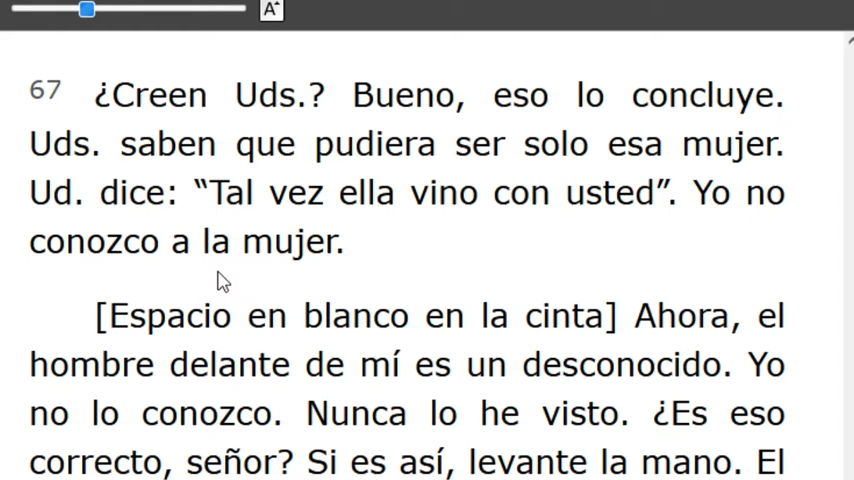 A
67 ¿Creen Uds.? Bueno, eso lo concluye.
Uds. saben que pudiera ser solo esa mujer.
Ud. dice: “Tal vez ella vino con usted”. Yo no
conozco a la mujer.
[Espacio en blanco en la cinta] Ahora, el
hombre delante de mí es un desconocido. Yo
no lo conozco. Nunca lo he visto. ¿Es eso
correcto, señor? Si es así, levante la mano. El